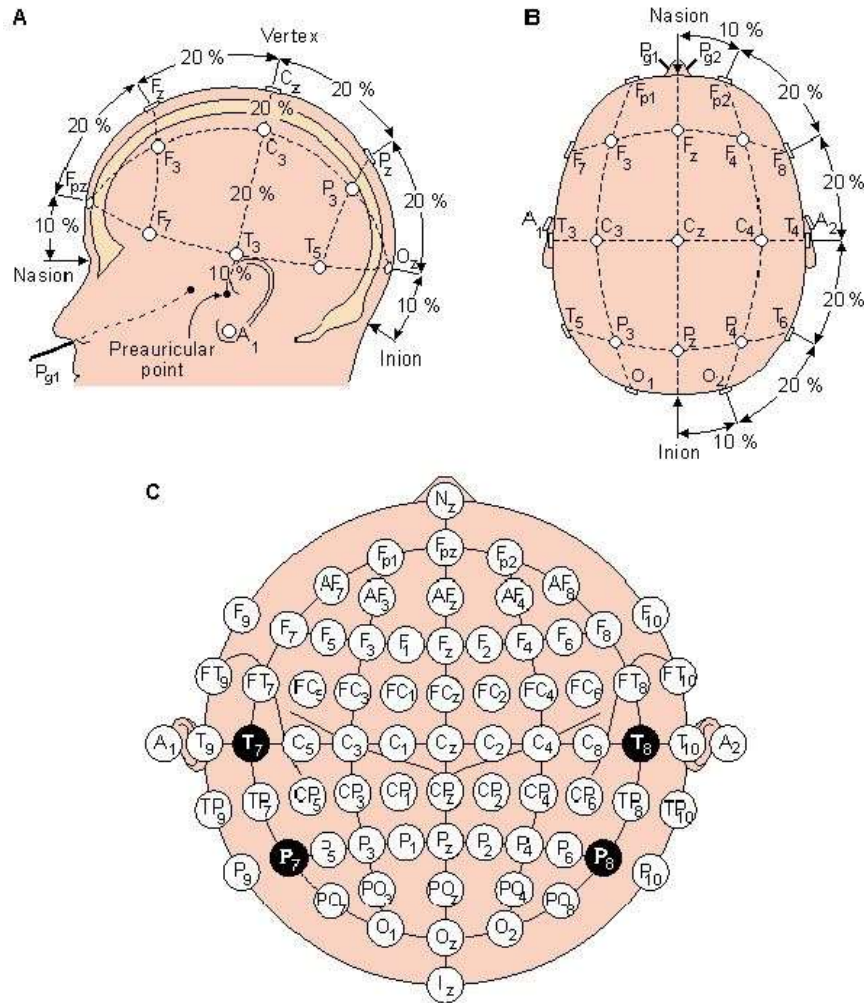 A
Vertex
20 %
20 %
Fz
Cz
20 %
20 %
20 %
F3
C3
Pz
20 %
Fpz
20 %
P3
10 %
F7
T3
T5
Oz
Nasion
10 %
10 %
Preauricular
point
A1
Inion
Pg1
B
Nasion
10 %
Pg1
Pg2
Fp1
Fp2
20 %
F7
F3
Fz
F4
F8
20 %
A1
T3
C3
Cz
C4
T4
A2
20 %
T5
P3
Pz
P4
T6
O1
O2
20 %
10 %
Inion
C
Nz
Fp1
Fpz
Fp2
AF7
AF3
AFz
AF4
AF8
F9
F7
F5
F3
F1
Fz
F2
F4
F6
F8
F10
FT9
FT7
FC5
FC3
FC1
FCz
FC2
FC4
FC6
FT8
FT10
A1
T9
T7
C5
C3
C1
Cz
C2
C4
C8
T8
T10
A2
TP9
TP7
CP5
CP3
CP1
CPz
CP2
CP4
CP6
TP8
TP10
P9
P7
P5
P3
P1
Pz
P2
P4
P6
P8
P10
PO7
PO3
POz
PO4
PO8
O1
Oz
O2
Iz